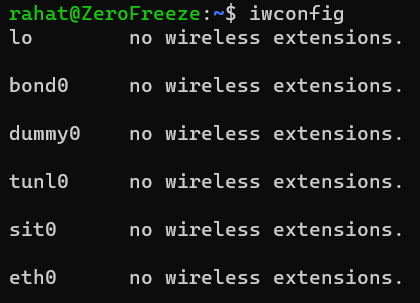 rahat@ZeroFreeze:~$ iwconfig
lo        no wireless extensions.
bond0     no wireless extensions.
dummy0    no wireless extensions.
tunl0     no wireless extensions.
sit0      no wireless extensions.
eth0      no wireless extensions.